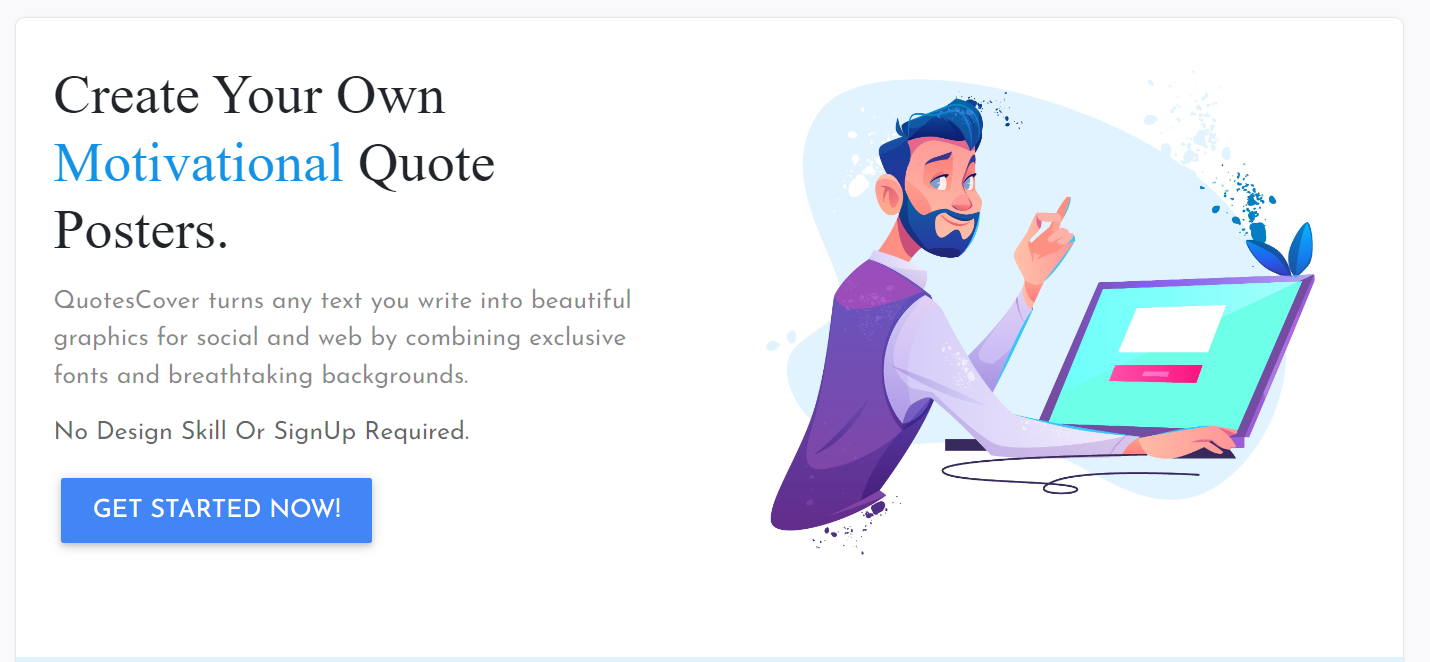 Create Your Own
Motivational Quote
Posters.
QuotesCover turns any text you write into beautiful
graphics for social and web by combining exclusive
fonts and breathtaking backgrounds.
No Design Skill Or SignUp Required.
GET STARTED NOW!